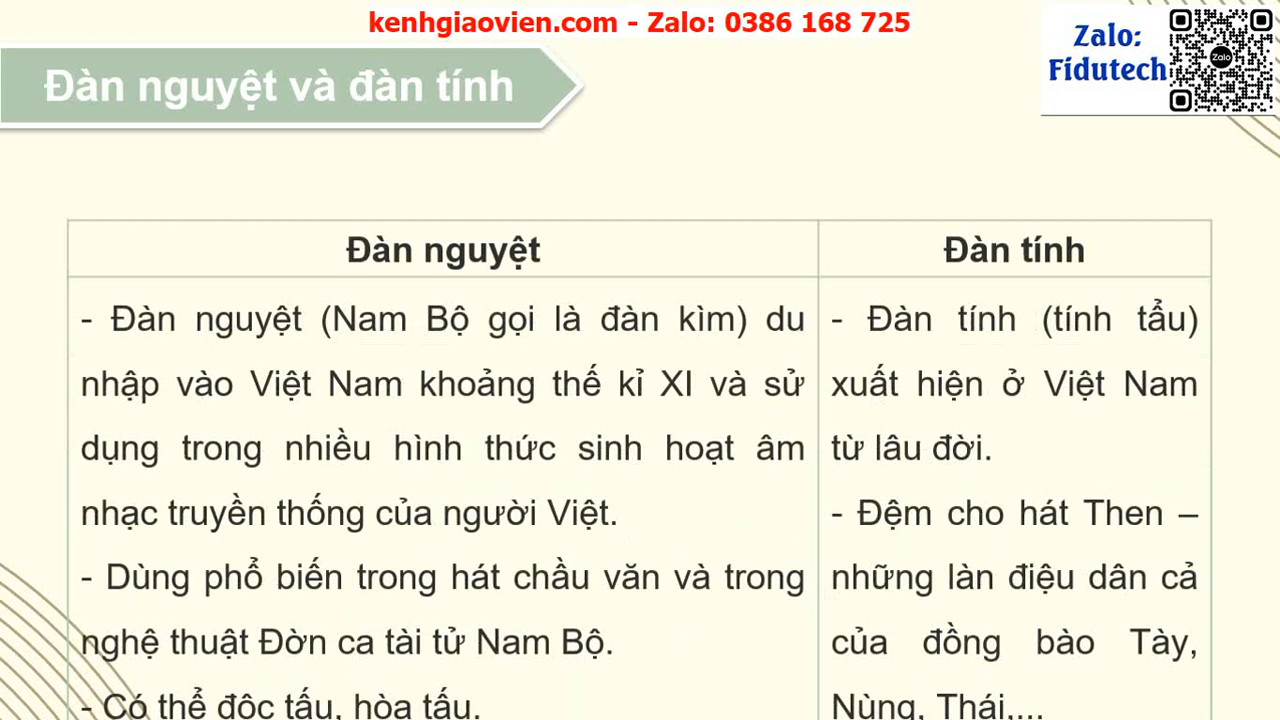 kenhgiaovien.com - Zalo: 0386 168 725
Zalo:
Fidutech
Zalo
Đàn nguyệt và đàn tính
Đàn nguyệt
- Đàn nguyệt (Nam Bộ gọi là đàn kìm) du
nhập vào Việt Nam khoảng thế kỉ XI và sử
dụng trong nhiều hình thức sinh hoạt âm
nhạc truyền thống của người Việt.
- Dùng phổ biến trong hát chầu văn và trong
nghệ thuật Đờn ca tài tử Nam Bộ.
- Có thể độc tấu, hòa tấu.
Đàn tính
- Đàn tính (tính tẩu)
xuất hiện ở Việt Nam
từ lâu đời.
- Đệm cho hát Then –
những làn điệu dân cả
của đồng bào Tày,
Nùng, Thái,...